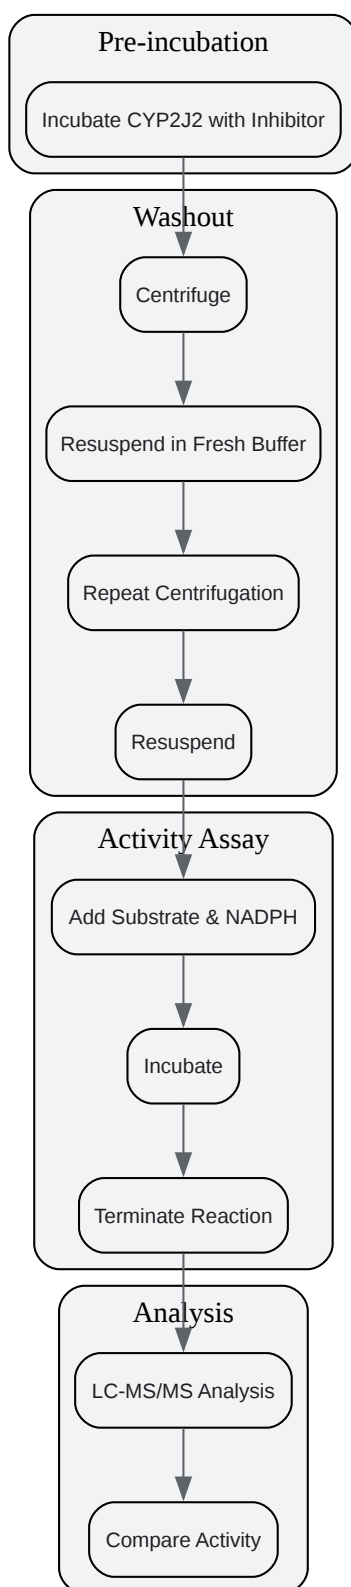 Pre-incubation
Incubate CYP2J2 with Inhibitor
Washout
Centrifuge
Resuspend in Fresh Buffer
Repeat Centrifugation
Resuspend
Activity Assay
Add Substrate & NADPH
Incubate
Terminate Reaction
Analysis
LC-MS/MS Analysis
Compare Activity